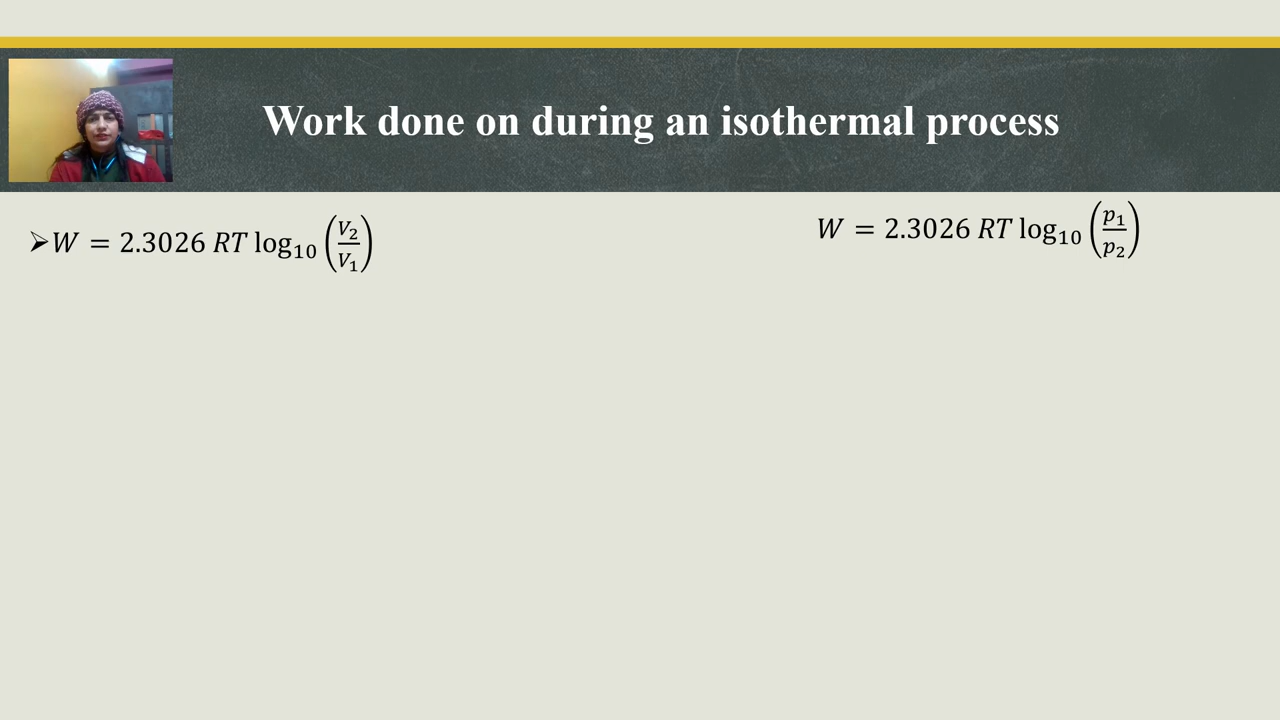 Work done on during an isothermal process
➢W = 2.3026 RT log₁₀ (V₂/V₁)
W = 2.3026 RT log₁₀ (p₁/p₂)